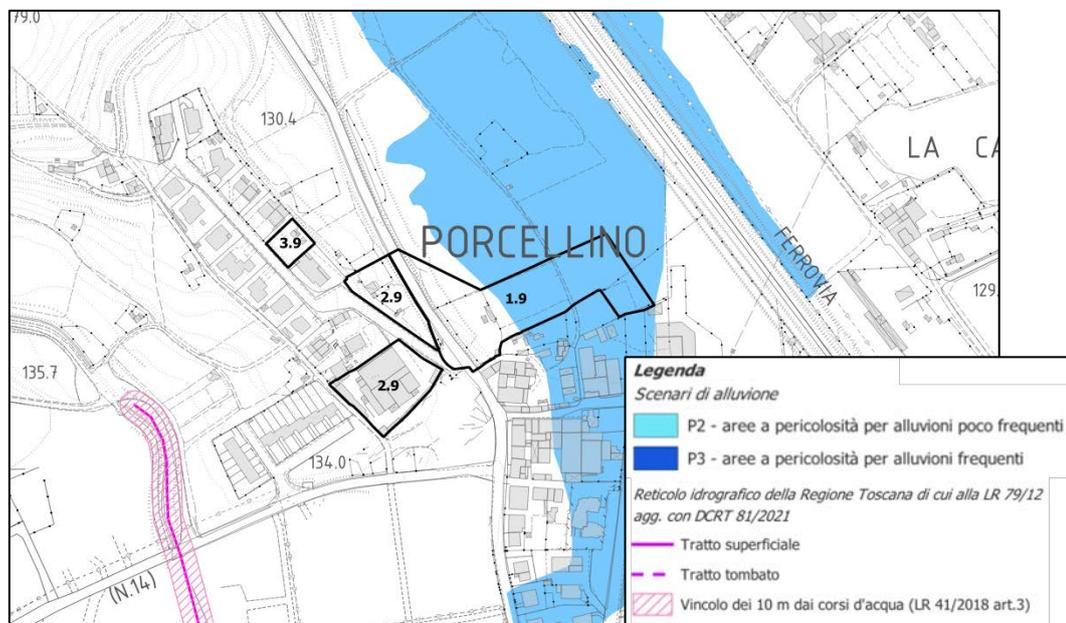 79.0
130.4
LA CA
PORCELLINO
3.9
2.9
1.9
FERROVIA
129.
135.7
2.9
134.0
(N.14)
Legenda
Scenari di alluvione
P2 - aree a pericolosità per alluvioni poco frequenti
P3 - aree a pericolosità per alluvioni frequenti
Reticolo idrografico della Regione Toscana di cui alla LR 79/12
agg. con DCRT 81/2021
Tratto superficiale
Tratto tombato
Vincolo dei 10 m dai corsi d'acqua (LR 41/2018 art.3)